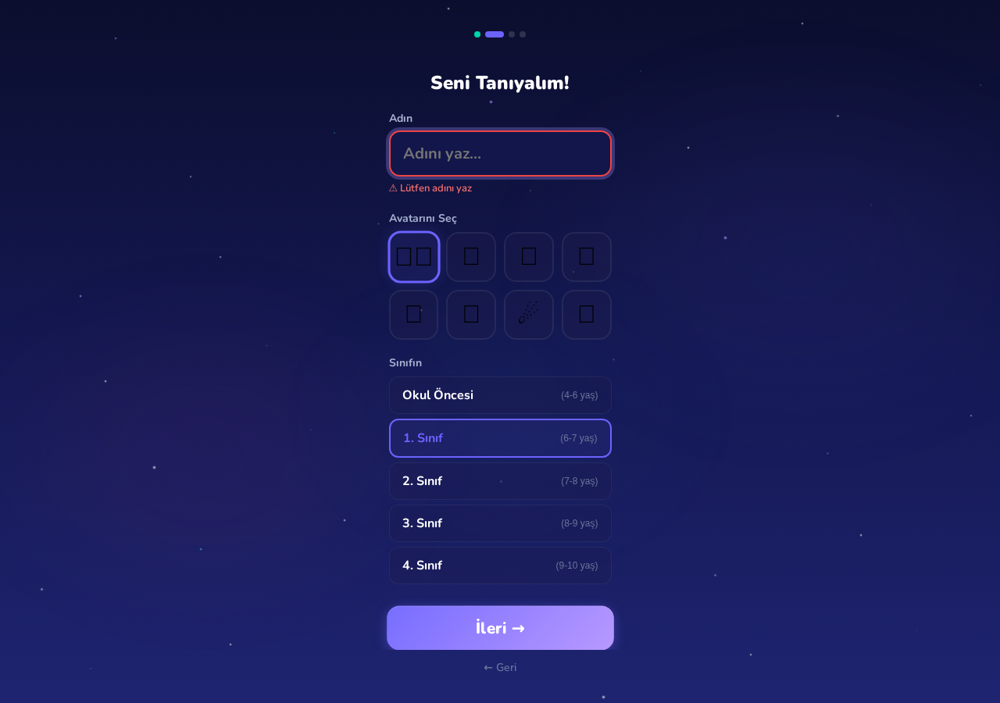 Seni Tanıyalım!
Adın
Adını yaz...
⚠ Lütfen adını yaz
Avatarını Seç
Sınıfın
Okul Öncesi (4-6 yaş)
1. Sınıf (6-7 yaş)
2. Sınıf (7-8 yaş)
3. Sınıf (8-9 yaş)
4. Sınıf (9-10 yaş)
İleri →
← Geri